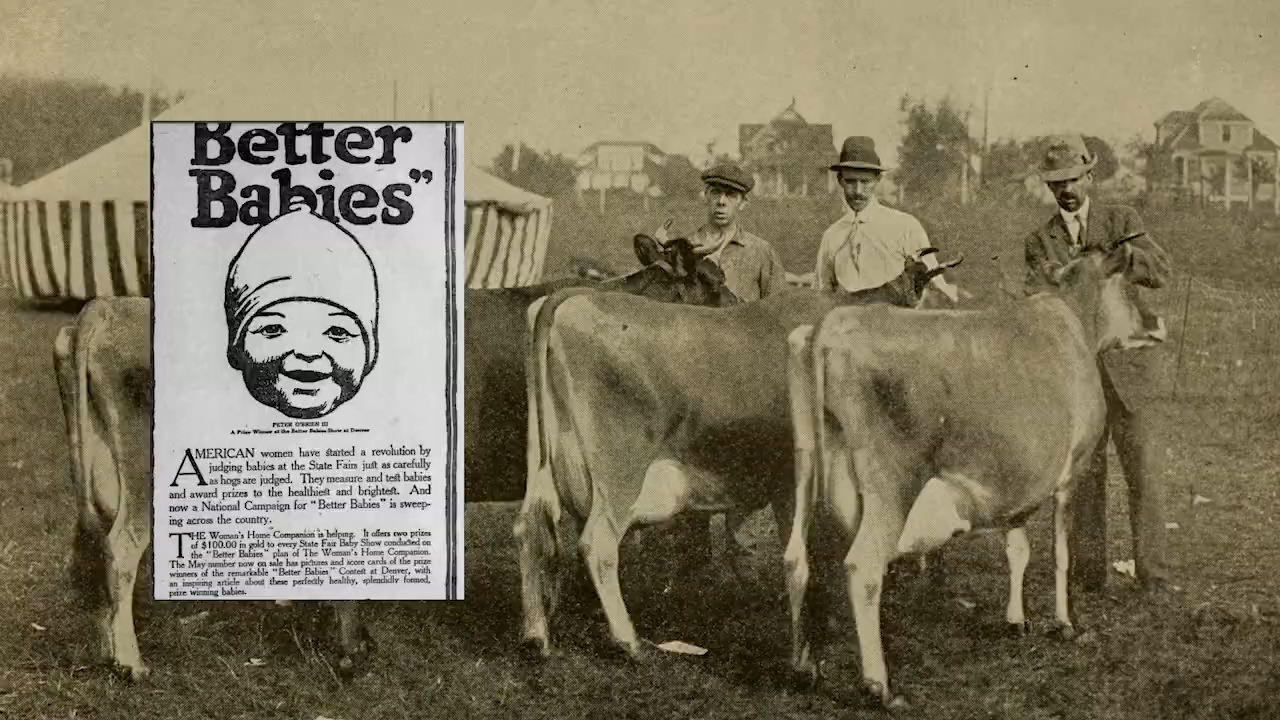 Better
Babies”
PETER O'BRIEN III
A Prize Winner at the Better Babies Show at Denver
AMERICAN women have started a revolution by
judging babies at the State Fair just as carefully
as hogs are judged. They measure and test babies
and award prizes to the healthiest and brightest. And
now a National Campaign for “Better Babies” is sweep-
ing across the country.
THE Woman's Home Companion is helping. It offers two prizes
of $100.00 in gold to every State Fair Baby Show conducted on
the “Better Babies” plan of The Woman's Home Companion.
The May number now on sale has pictures and score cards of the prize
winners of the remarkable “Better Babies” Contest at Denver, with
an inspiring article about these perfectly healthy, splendidly formed,
prize winning babies.